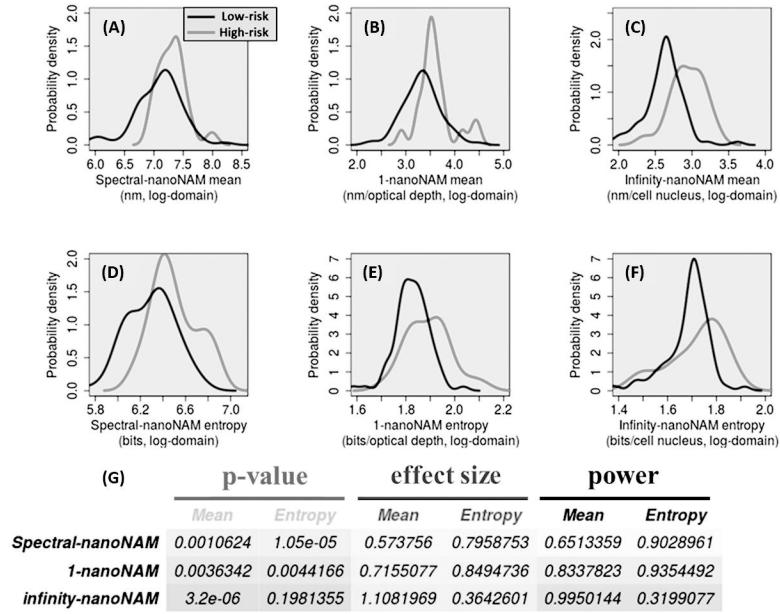 (A)
Low-risk
High-risk
Probability density
0.0 0.5 1.0 1.5 2.0
6.0 6.5 7.0 7.5 8.0 8.5
Spectral-nanoNAM mean
(nm, log-domain)
(B)
Probability density
0.0 0.5 1.0 1.5 2.0
2.0 3.0 4.0 5.0
1-nanoNAM mean
(nm/optical depth, log-domain)
(C)
Probability density
0.0 1.0 2.0
2.0 2.5 3.0 3.5 4.0
Infinity-nanoNAM mean
(nm/cell nucleus, log-domain)
(D)
Probability density
0.0 0.5 1.0 1.5 2.0
5.8 6.2 6.6 7.0
Spectral-nanoNAM entropy
(bits, log-domain)
(E)
Probability density
0 1 2 3 4 5 6 7
1.6 1.8 2.0 2.2
1-nanoNAM entropy
(bits/optical depth, log-domain)
(F)
Probability density
0 1 2 3 4 5 6 7
1.4 1.6 1.8 2.0
Infinity-nanoNAM entropy
(bits/cell nucleus, log-domain)
(G)
p-value effect size power
Mean Entropy Mean Entropy Mean Entropy
Spectral-nanoNAM 0.0010624 1.05e-05 0.573756 0.7958753 0.6513359 0.9028961
1-nanoNAM 0.0036342 0.0044166 0.7155077 0.8494736 0.8337823 0.9354492
infinity-nanoNAM 3.2e-06 0.1981355 1.1081969 0.3642601 0.9950144 0.3199077